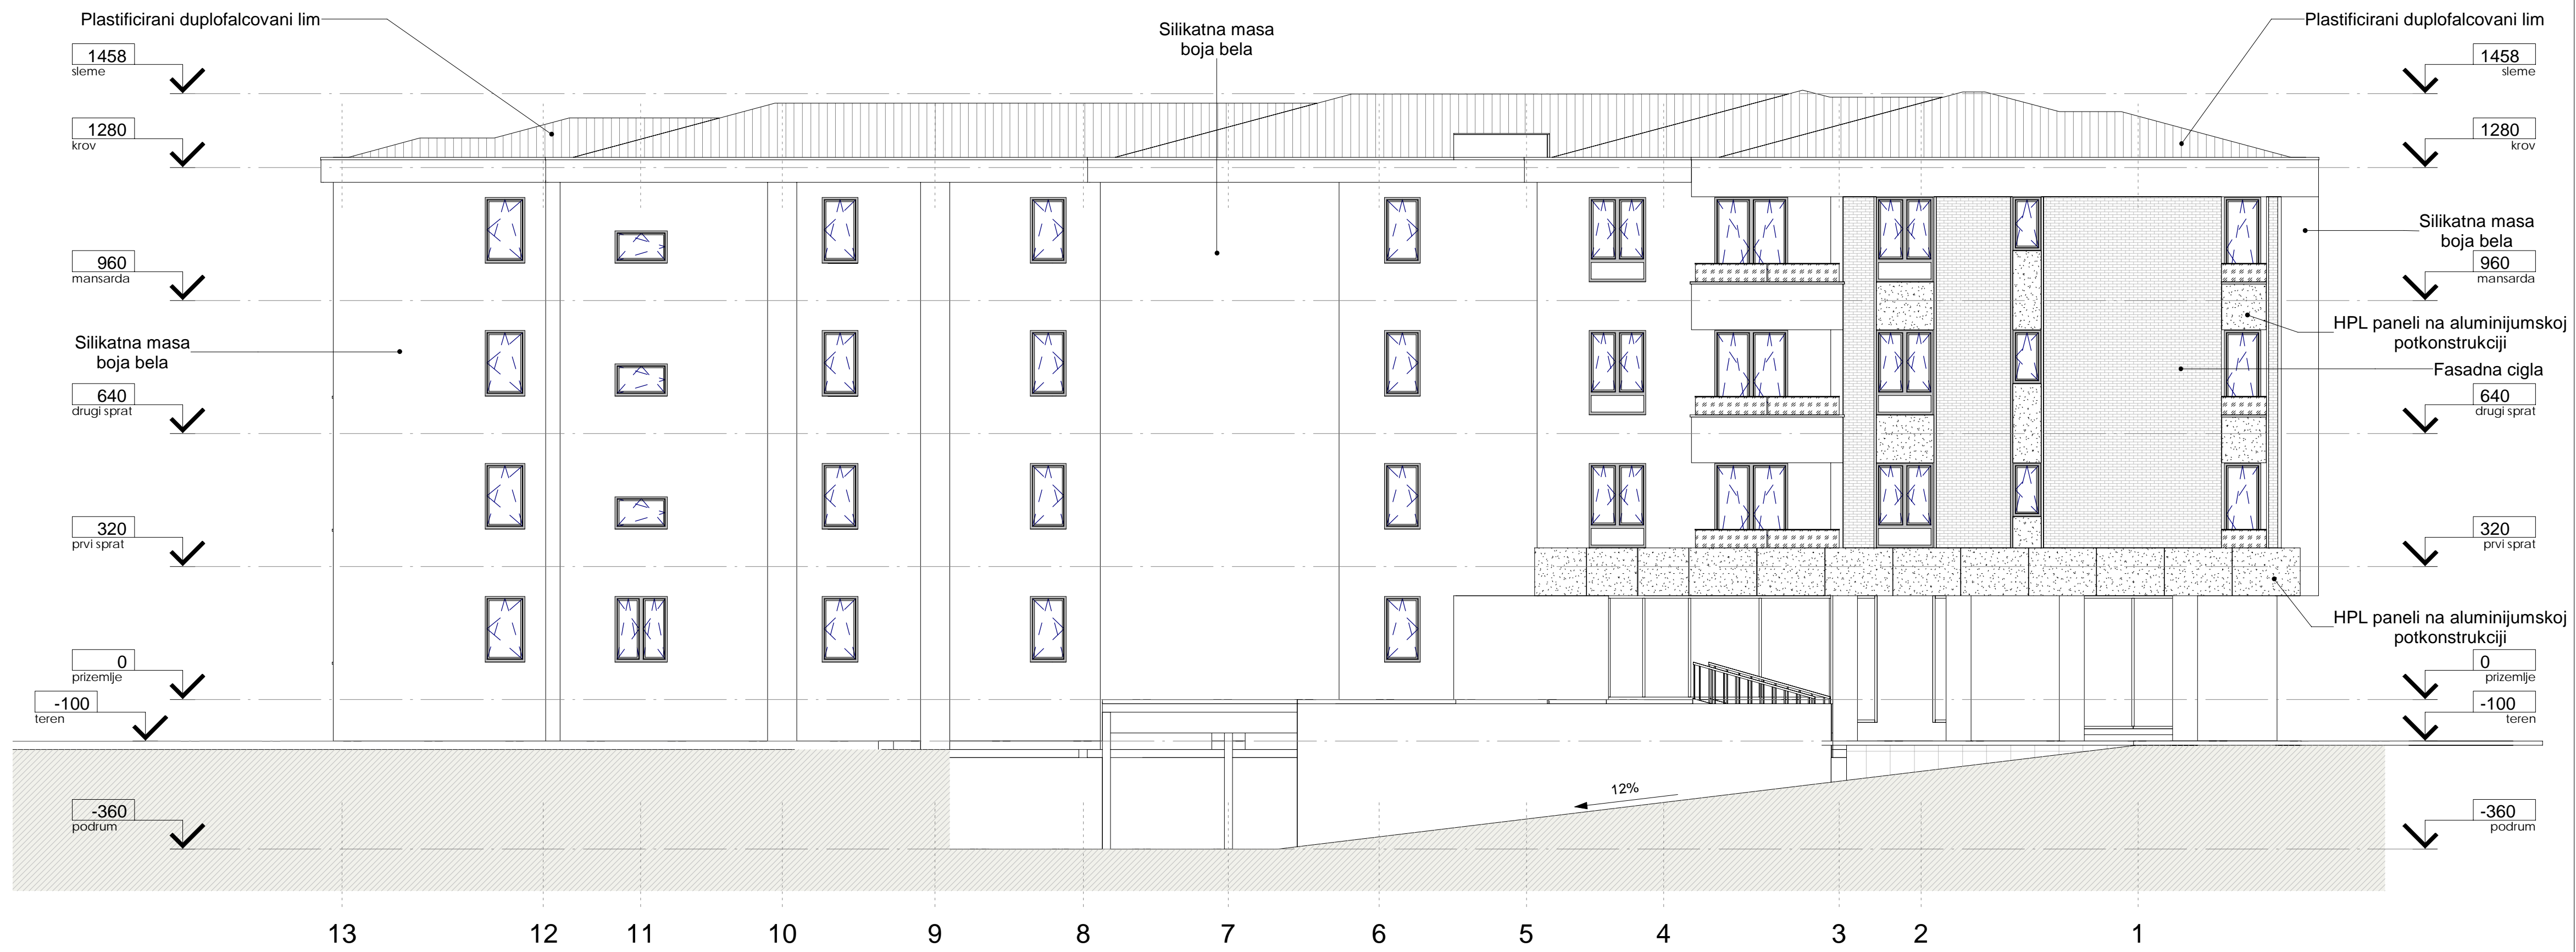 Plastificirani duplofalcovani lim
Silikatna masa
boja bela
Plastificirani duplofalcovani lim
1458
sleme
1458
sleme
1280
krov
1280
krov
Silikatna masa
boja bela
960
mansarda
960
mansarda
HPL paneli na aluminijumskoj
potkonstrukciji
Silikatna masa
boja bela
Fasadna cigla
640
drugi sprat
640
drugi sprat
320
prvi sprat
320
prvi sprat
HPL paneli na aluminijumskoj
potkonstrukciji
0
prizemlje
0
prizemlje
-100
teren
-100
teren
12%
-360
podrum
-360
podrum
13 12 11 10 9 8 7 6 5 4 3 2 1